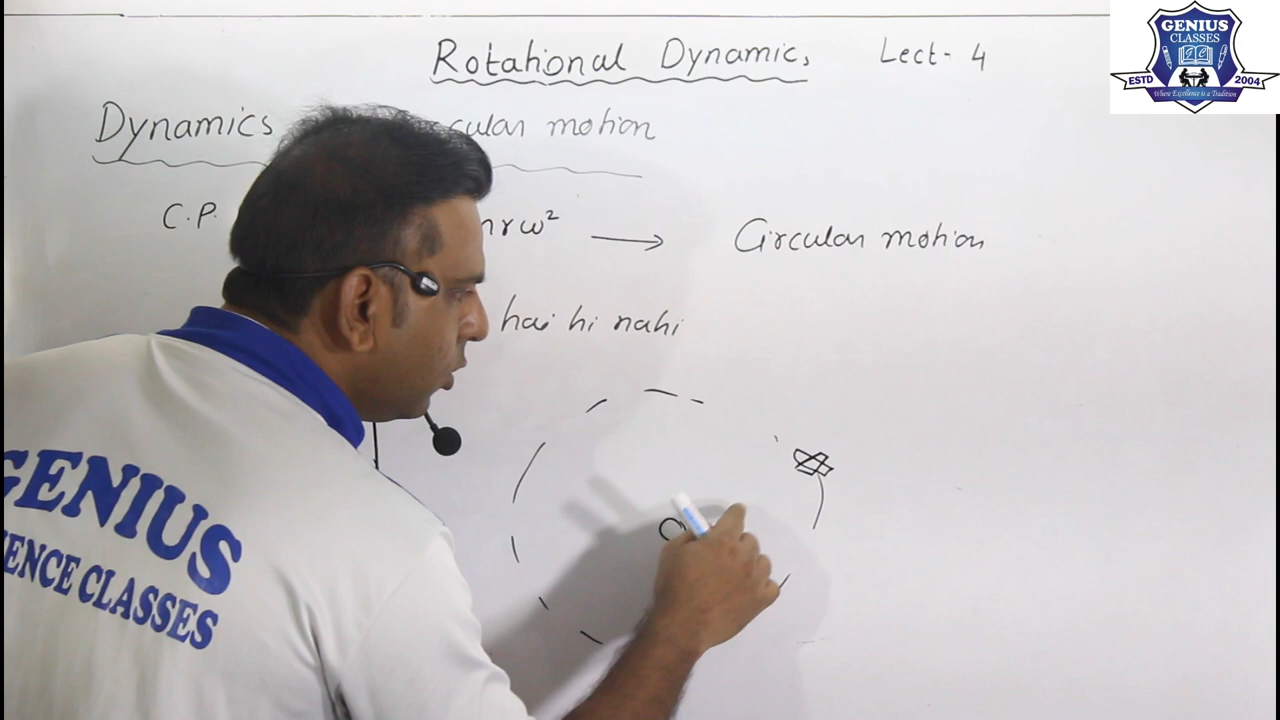 Rotational Dynamics Lect- 4
Dynamics cular motion
C.P. mrω² → Circular motion
hai hi nahi
GENIUS
CLASSES
ESTD 2004
Where Excellence is a Tradition
GENIUS
IENCE CLASSES